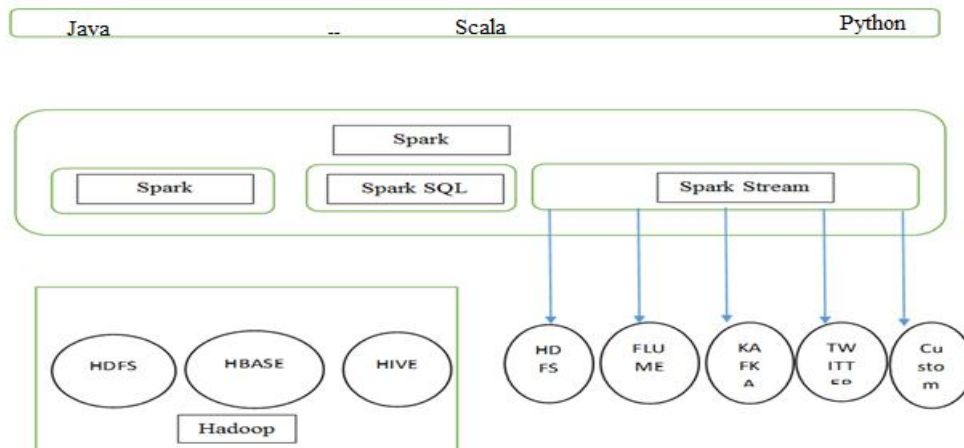 Java -- Scala Python
Spark
Spark Spark SQL Spark Stream
HDFS HBASE HIVE
HD
FS
FLU
ME
KA
FK
A
TW
ITT
ER
Cu
sto
m
Hadoop